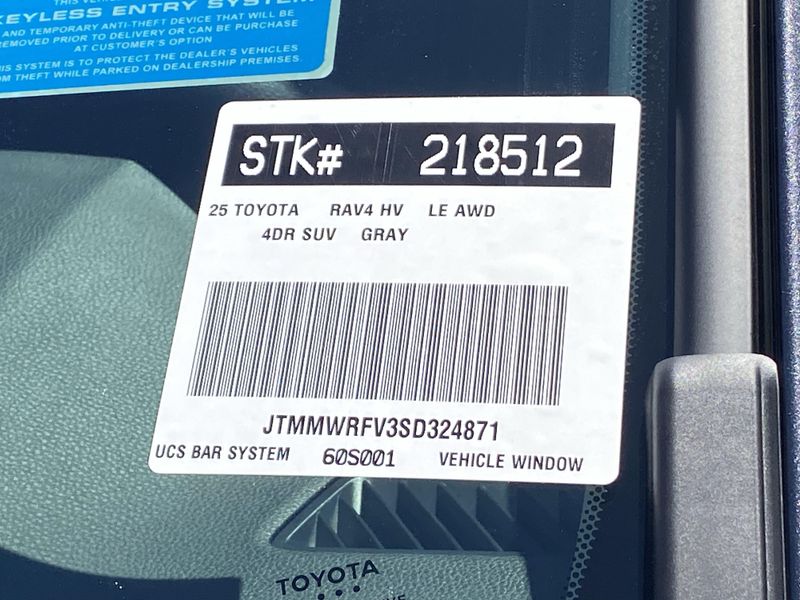 THIS VEHI
KEYLESS ENTRY SYSTEM
AND TEMPORARY ANTI-THEFT DEVICE THAT WILL BE
REMOVED PRIOR TO DELIVERY OR CAN BE PURCHASE
AT CUSTOMER'S OPTION
THIS SYSTEM IS TO PROTECT THE DEALER'S VEHICLES
FROM THEFT WHILE PARKED ON DEALERSHIP PREMISES.
STK# 218512
25 TOYOTA RAV4 HV LE AWD
4DR SUV GRAY
JTMMWRFV3SD324871
UCS BAR SYSTEM 60S001 VEHICLE WINDOW
TOYOTA